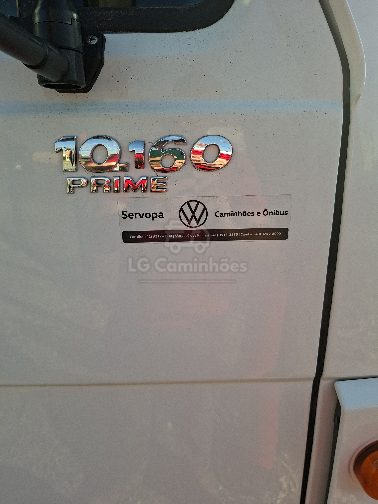 10.160
PRIME
Servopa Caminhões e Ônibus
LG Caminhões